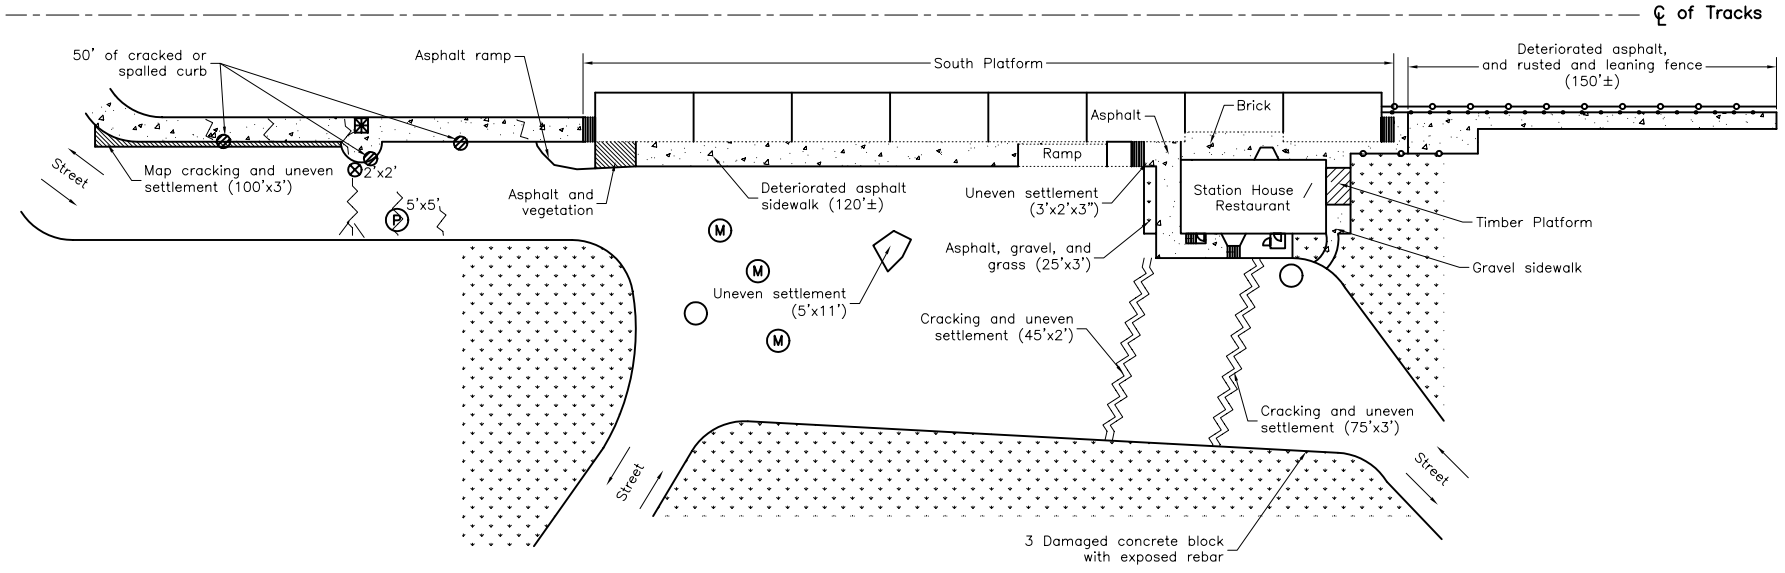 ℄ of Tracks
50' of cracked or
spalled curb
Asphalt ramp
South Platform
Deteriorated asphalt,
and rusted and leaning fence
(150'±)
Asphalt
Brick
Ramp
Street
Map cracking and uneven
settlement (100'x3')
2'x2'
5'x5'
P
Asphalt and
vegetation
Deteriorated asphalt
sidewalk (120'±)
Uneven settlement
(3'x2'x3")
Station House /
Restaurant
Timber Platform
Asphalt, gravel, and
grass (25'x3')
Gravel sidewalk
M
M
M
Uneven settlement
(5'x11')
Cracking and uneven
settlement (45'x2')
Cracking and uneven
settlement (75'x3')
Street
Street
3 Damaged concrete block
with exposed rebar